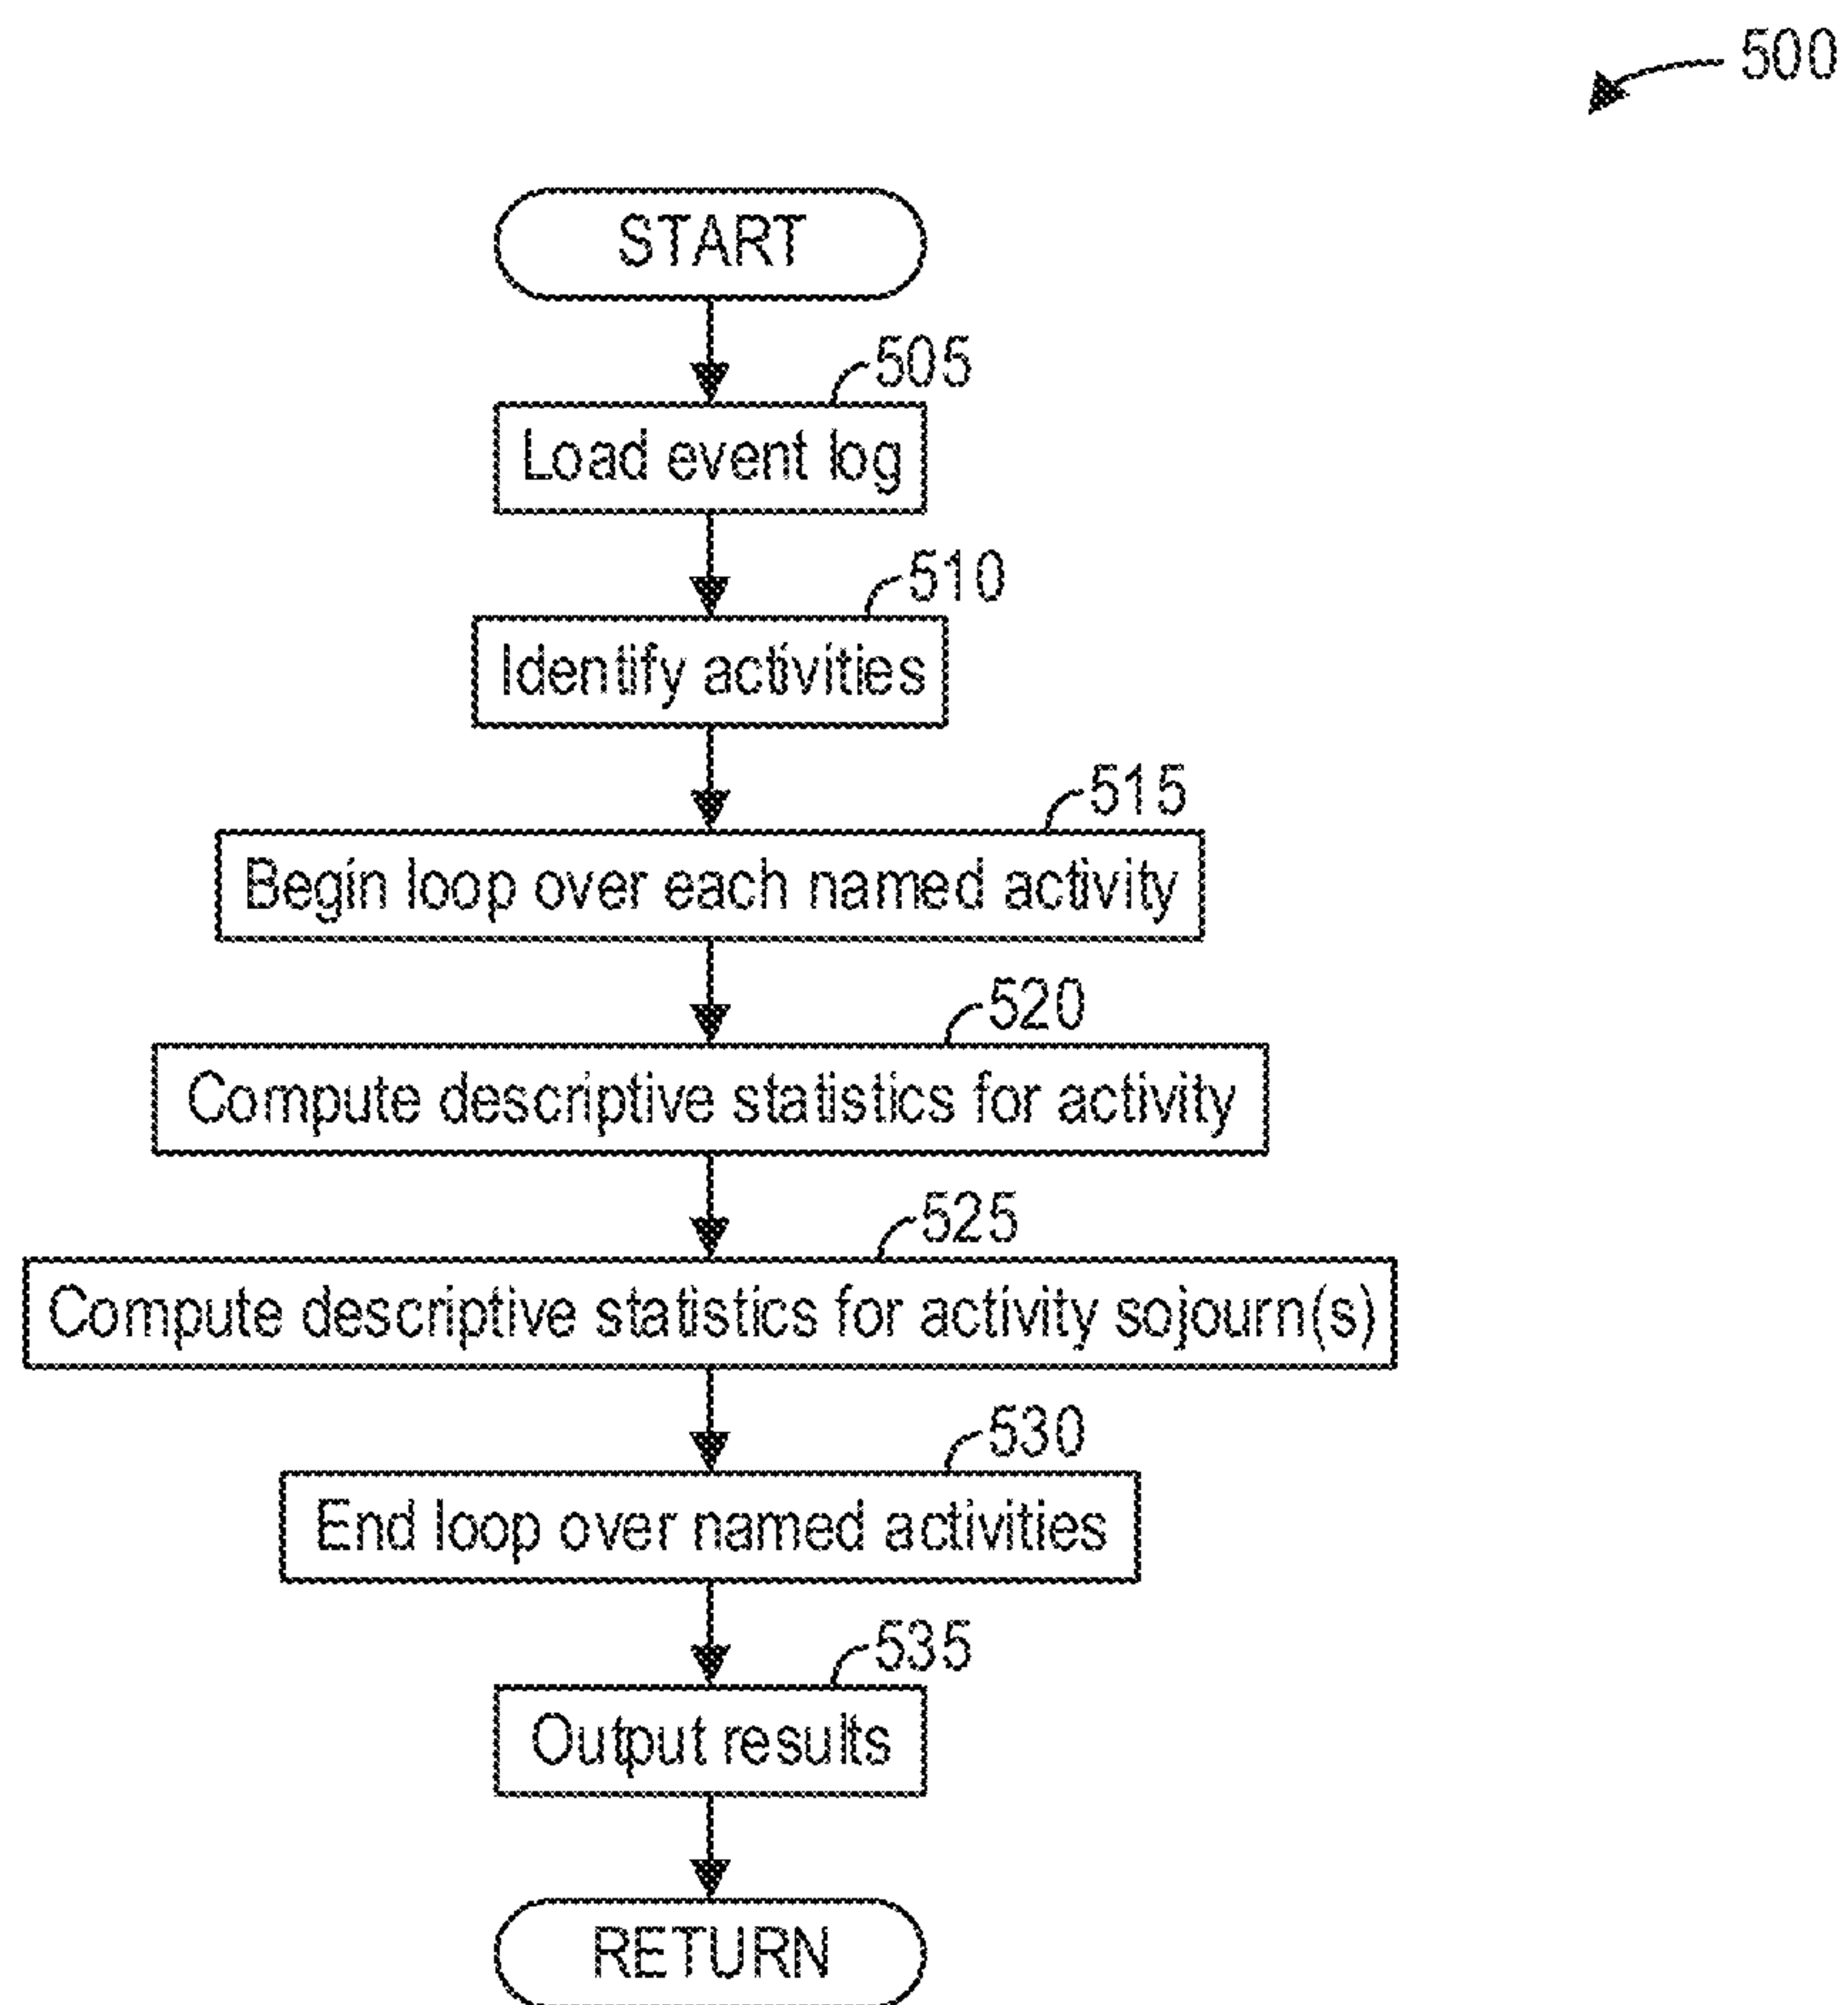 500
START
505
Load event log
510
Identify activities
515
Begin loop over each named activity
520
Compute descriptive statistics for activity
525
Compute descriptive statistics for activity sojourn(s)
530
End loop over named activities
535
Output results
RETURN